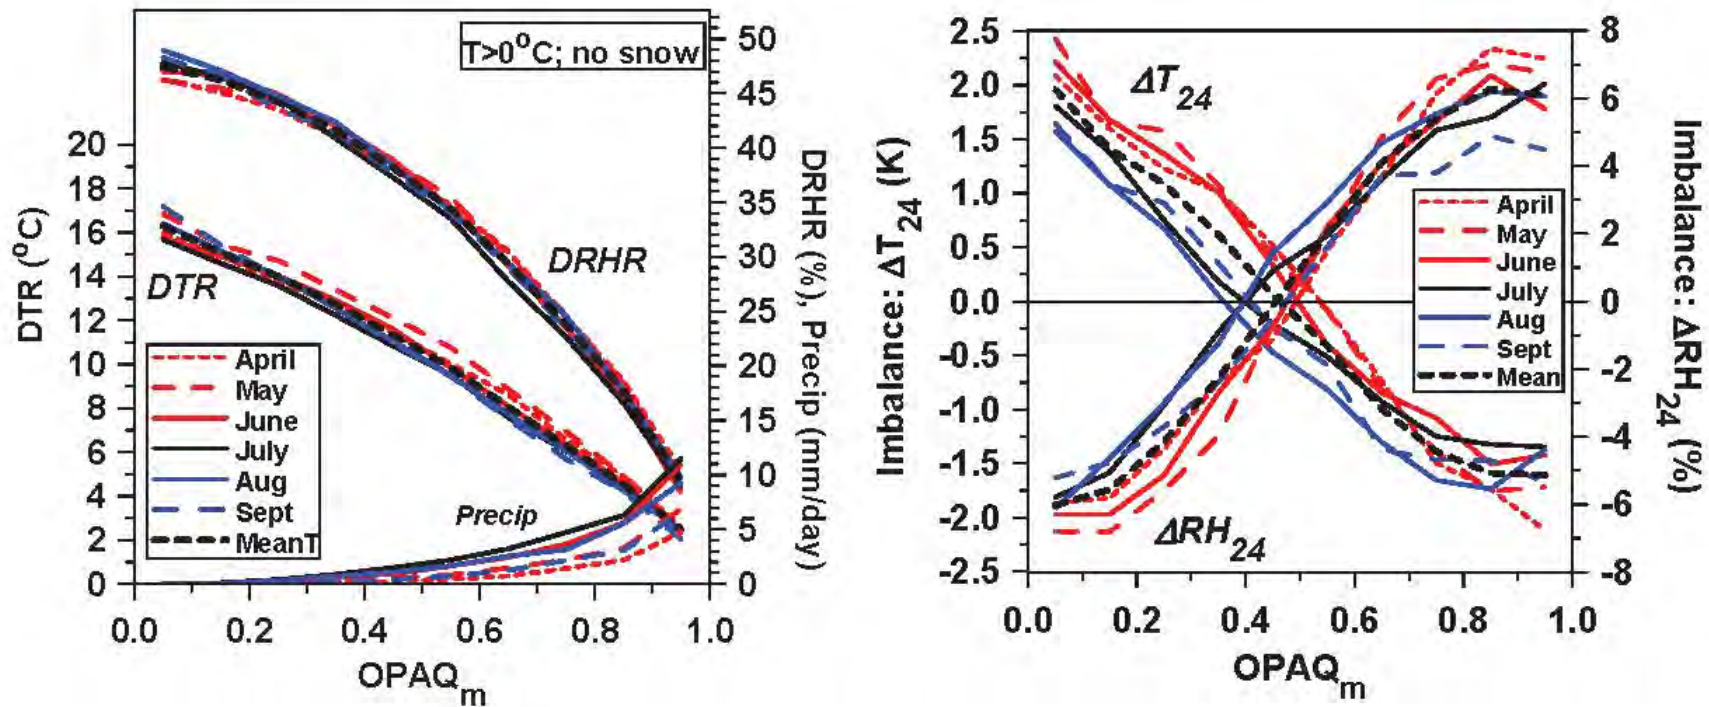 T>0°C; no snow
DTR (°C)
20
18
16
14
12
10
8
6
4
2
0
DTR
DRHR
Precip
April
May
June
July
Aug
Sept
MeanT
50
45
40
35
30
25
20
15
10
5
0
DRHR (%), Precip (mm/day)
0.0 0.2 0.4 0.6 0.8 1.0
OPAQm
Imbalance: ΔT24 (K)
2.5
2.0
1.5
1.0
0.5
0.0
-0.5
-1.0
-1.5
-2.0
-2.5
ΔT24
ΔRH24
April
May
June
July
Aug
Sept
Mean
8
6
4
2
0
-2
-4
-6
-8
Imbalance: ΔRH24 (%)
0.0 0.2 0.4 0.6 0.8 1.0
OPAQm